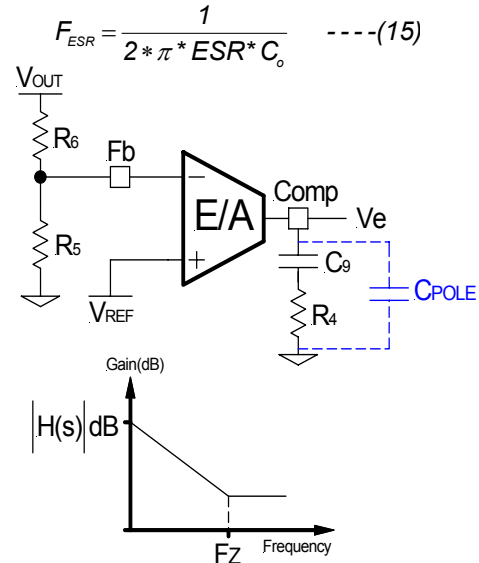 F_ESR = 1 / (2 * π * ESR * C_o) ----(15)
VOUT
R6
Fb
Comp
E/A
Ve
R5
C9
CPOLE
R4
VREF
Gain(dB)
|H(s)| dB
FZ
Frequency